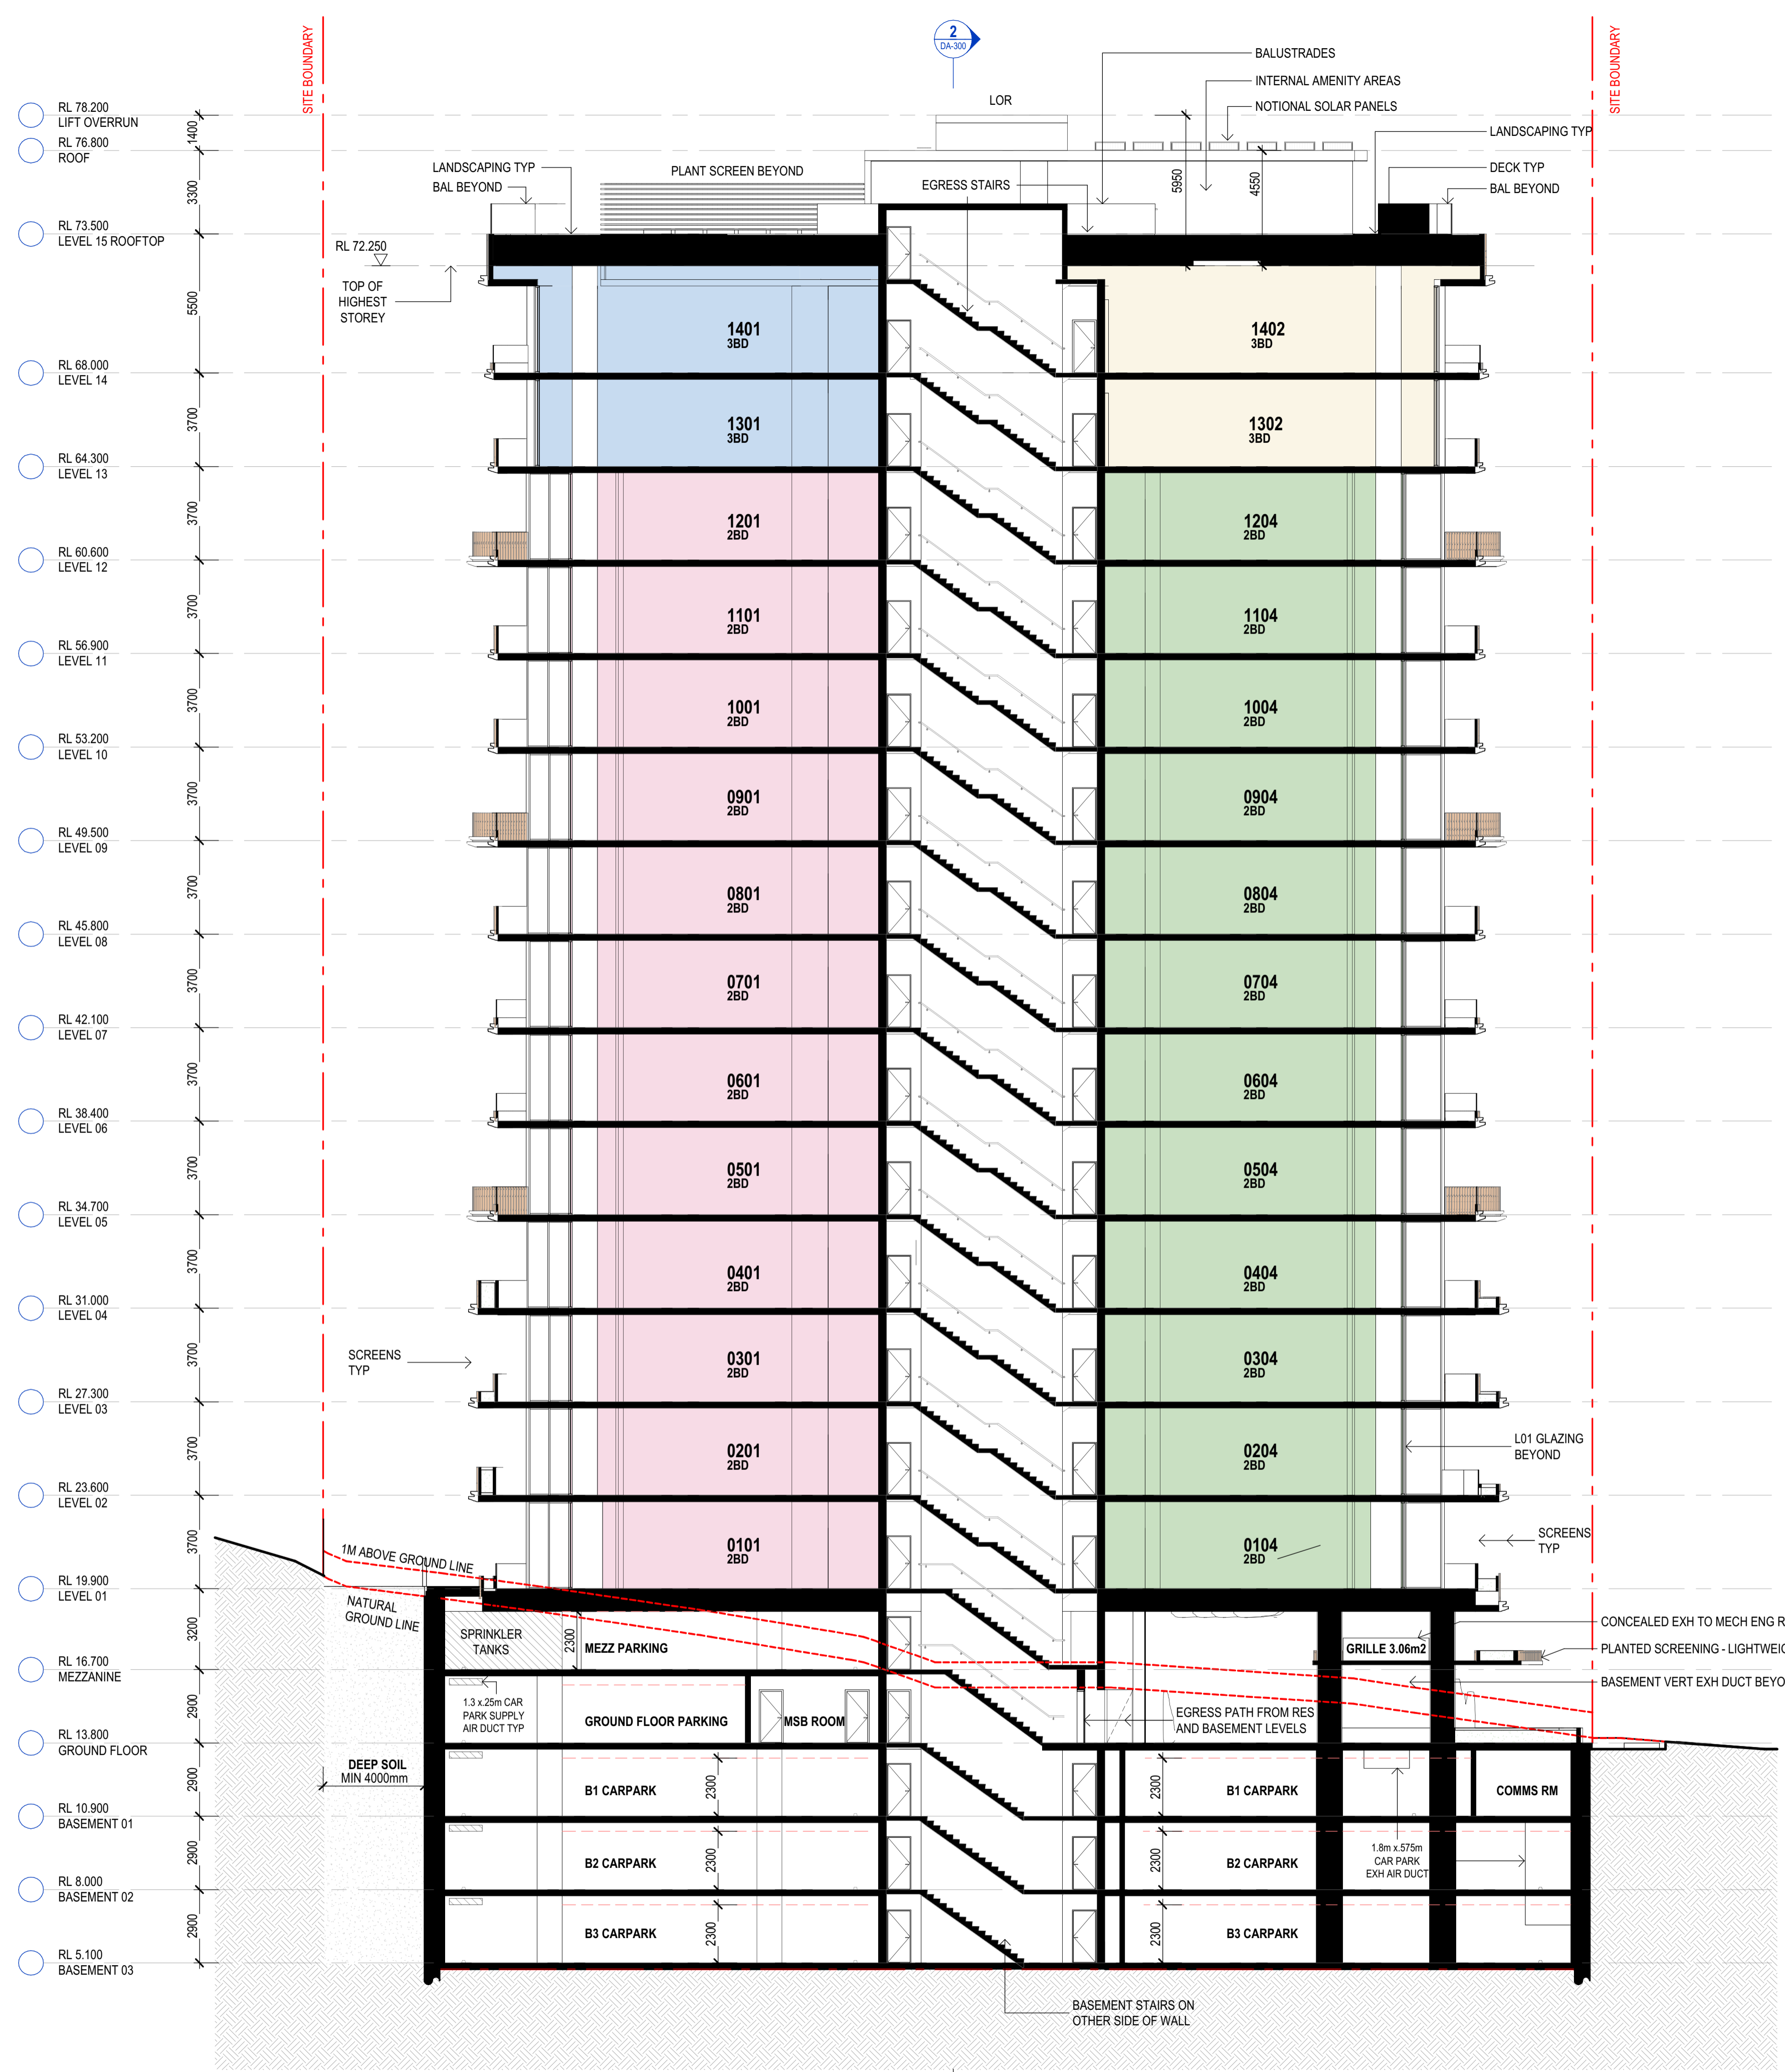 SITE BOUNDARY
SITE BOUNDARY
2
DA-300
BALUSTRADES
INTERNAL AMENITY AREAS
NOTIONAL SOLAR PANELS
LANDSCAPING TYP
DECK TYP
BAL BEYOND
LOR
RL 78.200
LIFT OVERRUN
1400
RL 76.800
ROOF
LANDSCAPING TYP
BAL BEYOND
PLANT SCREEN BEYOND
EGRESS STAIRS
5950
4550
3300
RL 73.500
LEVEL 15 ROOFTOP
RL 72.250
TOP OF
HIGHEST
STOREY
5500
1401
3BD
1402
3BD
RL 68.000
LEVEL 14
3700
1301
3BD
1302
3BD
RL 64.300
LEVEL 13
3700
1201
2BD
1204
2BD
RL 60.600
LEVEL 12
3700
1101
2BD
1104
2BD
RL 56.900
LEVEL 11
3700
1001
2BD
1004
2BD
RL 53.200
LEVEL 10
3700
0901
2BD
0904
2BD
RL 49.500
LEVEL 09
3700
0801
2BD
0804
2BD
RL 45.800
LEVEL 08
3700
0701
2BD
0704
2BD
RL 42.100
LEVEL 07
3700
0601
2BD
0604
2BD
RL 38.400
LEVEL 06
3700
0501
2BD
0504
2BD
RL 34.700
LEVEL 05
3700
0401
2BD
0404
2BD
RL 31.000
LEVEL 04
3700
SCREENS
TYP
0301
2BD
0304
2BD
RL 27.300
LEVEL 03
3700
0201
2BD
0204
2BD
L01 GLAZING
BEYOND
RL 23.600
LEVEL 02
3700
1M ABOVE GROUND LINE
0101
2BD
0104
2BD
SCREENS
TYP
RL 19.900
LEVEL 01
NATURAL
GROUND LINE
3200
SPRINKLER
TANKS
2300
MEZZ PARKING
GRILLE 3.06m2
CONCEALED EXH TO MECH ENG R
PLANTED SCREENING - LIGHTWEIG
BASEMENT VERT EXH DUCT BEYO
RL 16.700
MEZZANINE
2900
1.3 x.25m CAR
PARK SUPPLY
AIR DUCT TYP
GROUND FLOOR PARKING
MSB ROOM
EGRESS PATH FROM RES
AND BASEMENT LEVELS
RL 13.800
GROUND FLOOR
2900
DEEP SOIL
MIN 4000mm
B1 CARPARK
2300
2300
B1 CARPARK
COMMS RM
RL 10.900
BASEMENT 01
2900
B2 CARPARK
2300
2300
B2 CARPARK
1.8m x.575m
CAR PARK
EXH AIR DUCT
RL 8.000
BASEMENT 02
2900
B3 CARPARK
2300
2300
B3 CARPARK
RL 5.100
BASEMENT 03
BASEMENT STAIRS ON
OTHER SIDE OF WALL